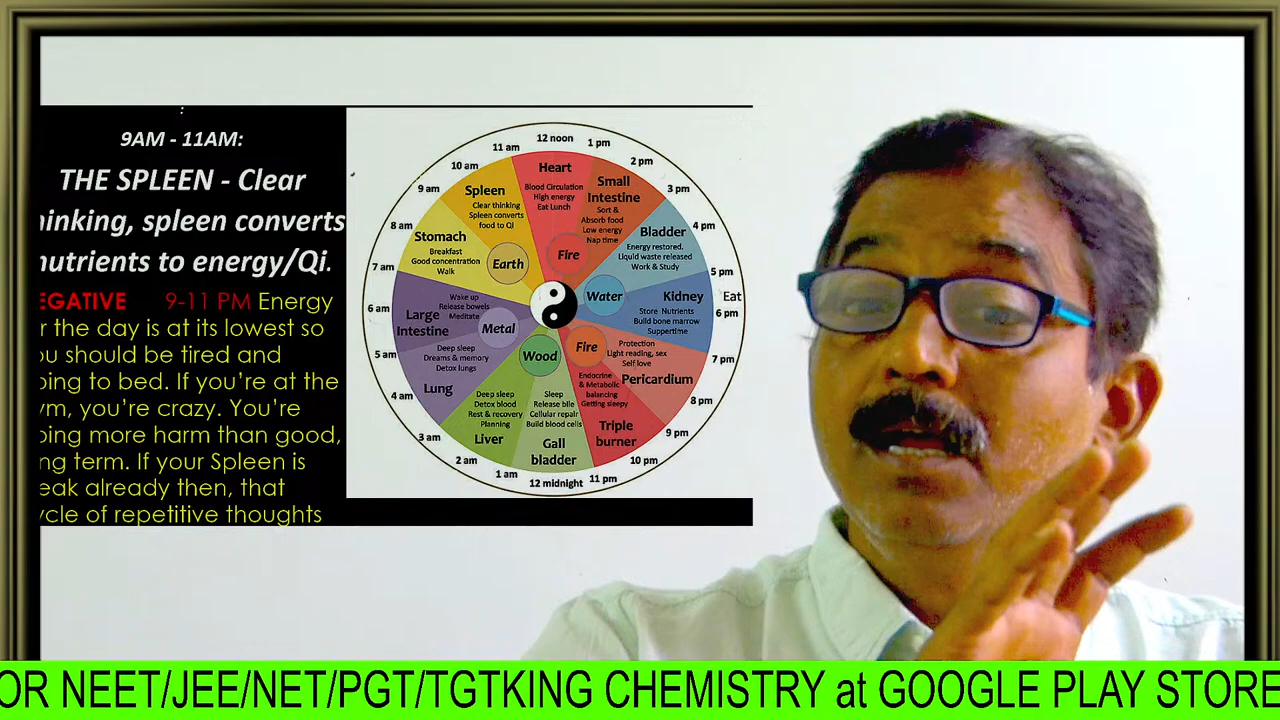 :
9AM - 11AM:
THE SPLEEN - Clear
hinking, spleen converts
nutrients to energy/Qi.
EGATIVE 9-11 PM Energy
r the day is at its lowest so
ou should be tired and
oing to bed. If you're at the
ym, you're crazy. You're
oing more harm than good,
ng term. If your Spleen is
eak already then, that
ycle of repetitive thoughts
12 noon
1 pm
2 pm
3 pm
4 pm
5 pm
6 pm
7 pm
8 pm
9 pm
10 pm
11 pm
12 midnight
1 am
2 am
3 am
4 am
5 am
6 am
7 am
8 am
9 am
10 am
11 am
Heart
Blood Circulation
High energy
Eat Lunch
Small
Intestine
Sort &
Absorb food
Low energy
Nap time
Fire
Bladder
Energy restored.
Liquid waste released
Work & Study
Water
Kidney
Eat
Store Nutrients
Build bone marrow
Suppertime
Protection
Light reading, sex
Self love
Pericardium
Fire
Endocrine
& Metabolic
balancing
Getting sleepy
Triple
burner
Sleep
Release bile
Cellular repair
Build blood cells
Gall
bladder
Wood
Deep sleep
Detox blood
Rest & recovery
Planning
Liver
Deep sleep
Dreams & memory
Detox lungs
Lung
Metal
Wake up
Release bowels
Meditate
Large
Intestine
Stomach
Breakfast
Good concentration
Walk
Earth
Spleen
Clear thinking
Spleen converts
food to QI
OR NEET/JEE/NET/PGT/TGTKING CHEMISTRY at GOOGLE PLAY STORE